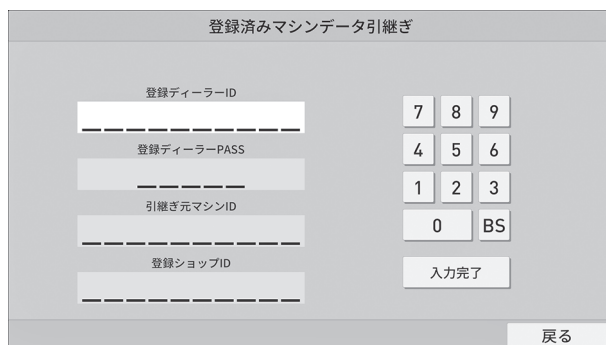 登録済みマシンデータ引継ぎ
登録ディーラーID
登録ディーラーPASS
引継ぎ元マシンID
登録ショップID
7 8 9
4 5 6
1 2 3
0 BS
入力完了
戻る